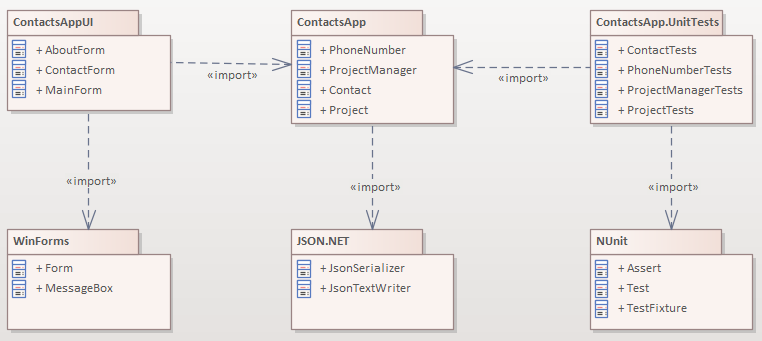 ContactsAppUI
+ AboutForm
+ ContactForm
+ MainForm
«import»
ContactsApp
+ PhoneNumber
+ ProjectManager
+ Contact
+ Project
«import»
ContactsApp.UnitTests
+ ContactTests
+ PhoneNumberTests
+ ProjectManagerTests
+ ProjectTests
«import»
«import»
«import»
WinForms
+ Form
+ MessageBox
JSON.NET
+ JsonSerializer
+ JsonTextWriter
NUnit
+ Assert
+ Test
+ TestFixture